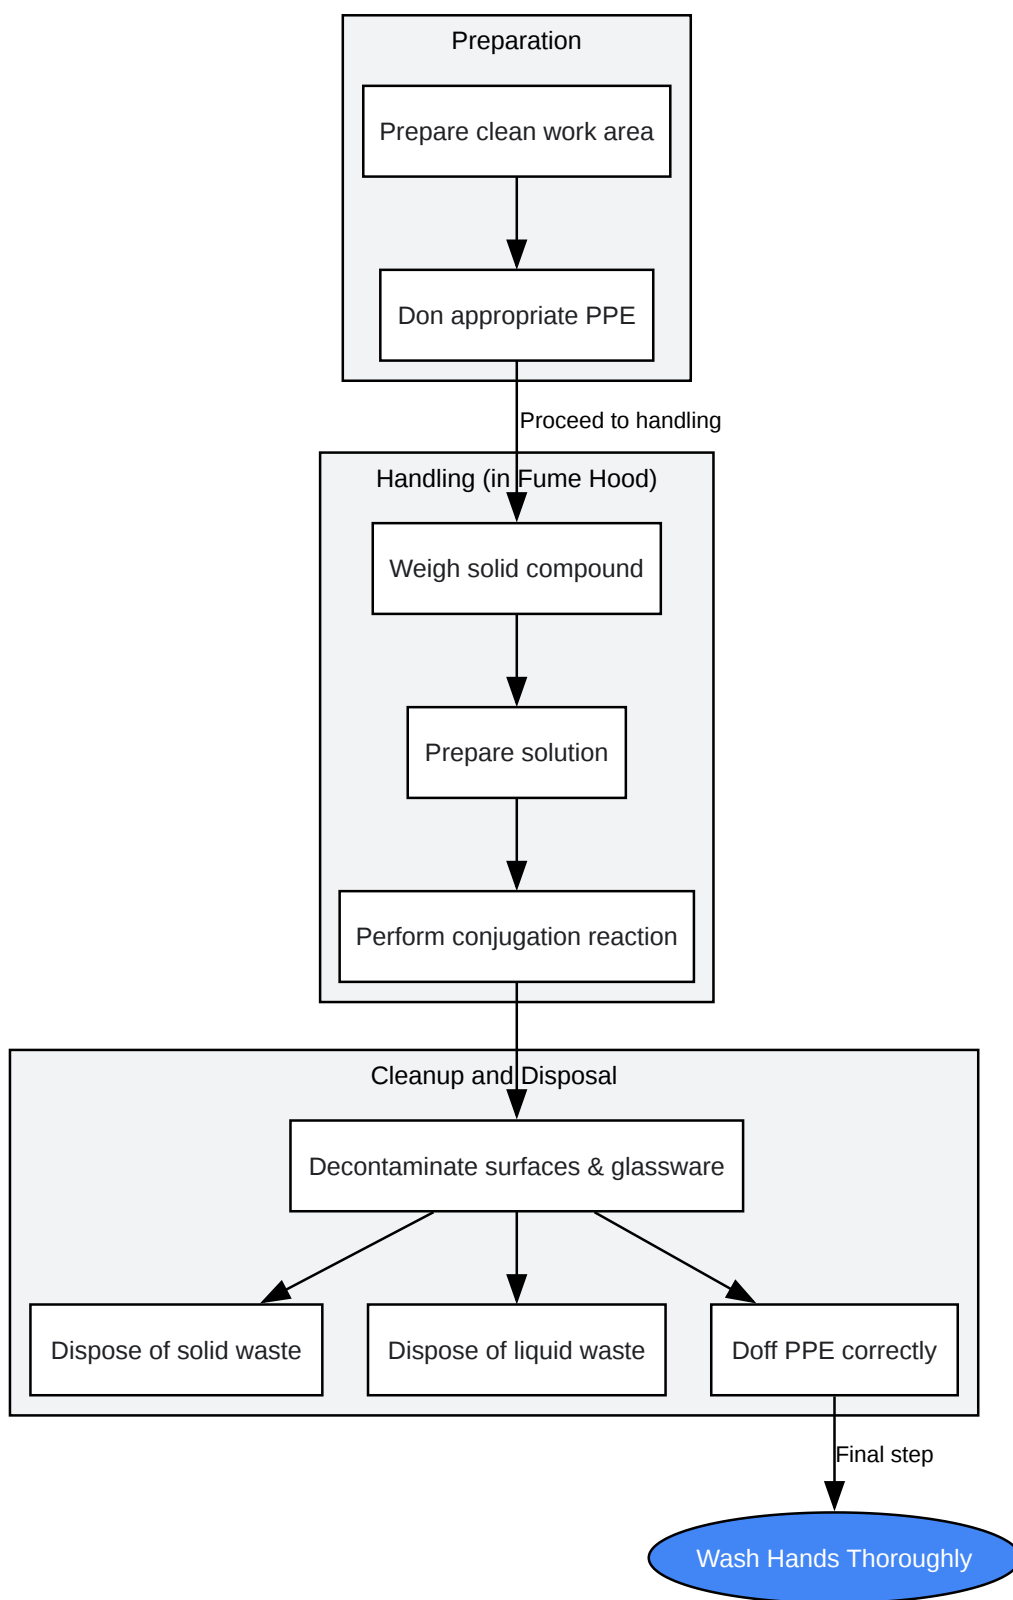 Preparation
Prepare clean work area
Don appropriate PPE
Proceed to handling
Handling (in Fume Hood)
Weigh solid compound
Prepare solution
Perform conjugation reaction
Cleanup and Disposal
Decontaminate surfaces & glassware
Dispose of solid waste
Dispose of liquid waste
Doff PPE correctly
Final step
Wash Hands Thoroughly